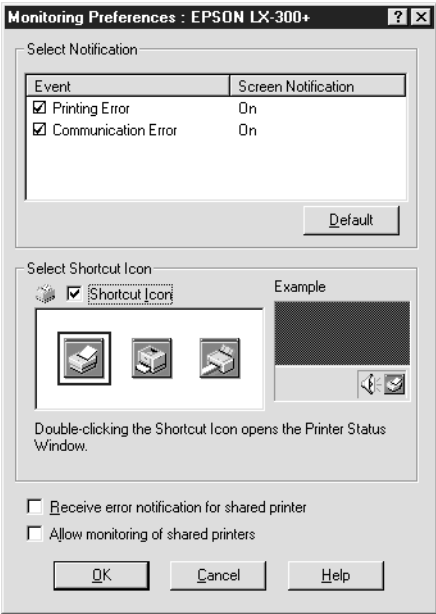 Monitoring Preferences : EPSON LX-300+
Select Notification
Event Screen Notification
Printing Error On
Communication Error On
Default
Select Shortcut Icon
Shortcut Icon
Example
Double-clicking the Shortcut Icon opens the Printer Status
Window.
Receive error notification for shared printer
Allow monitoring of shared printers
OK Cancel Help